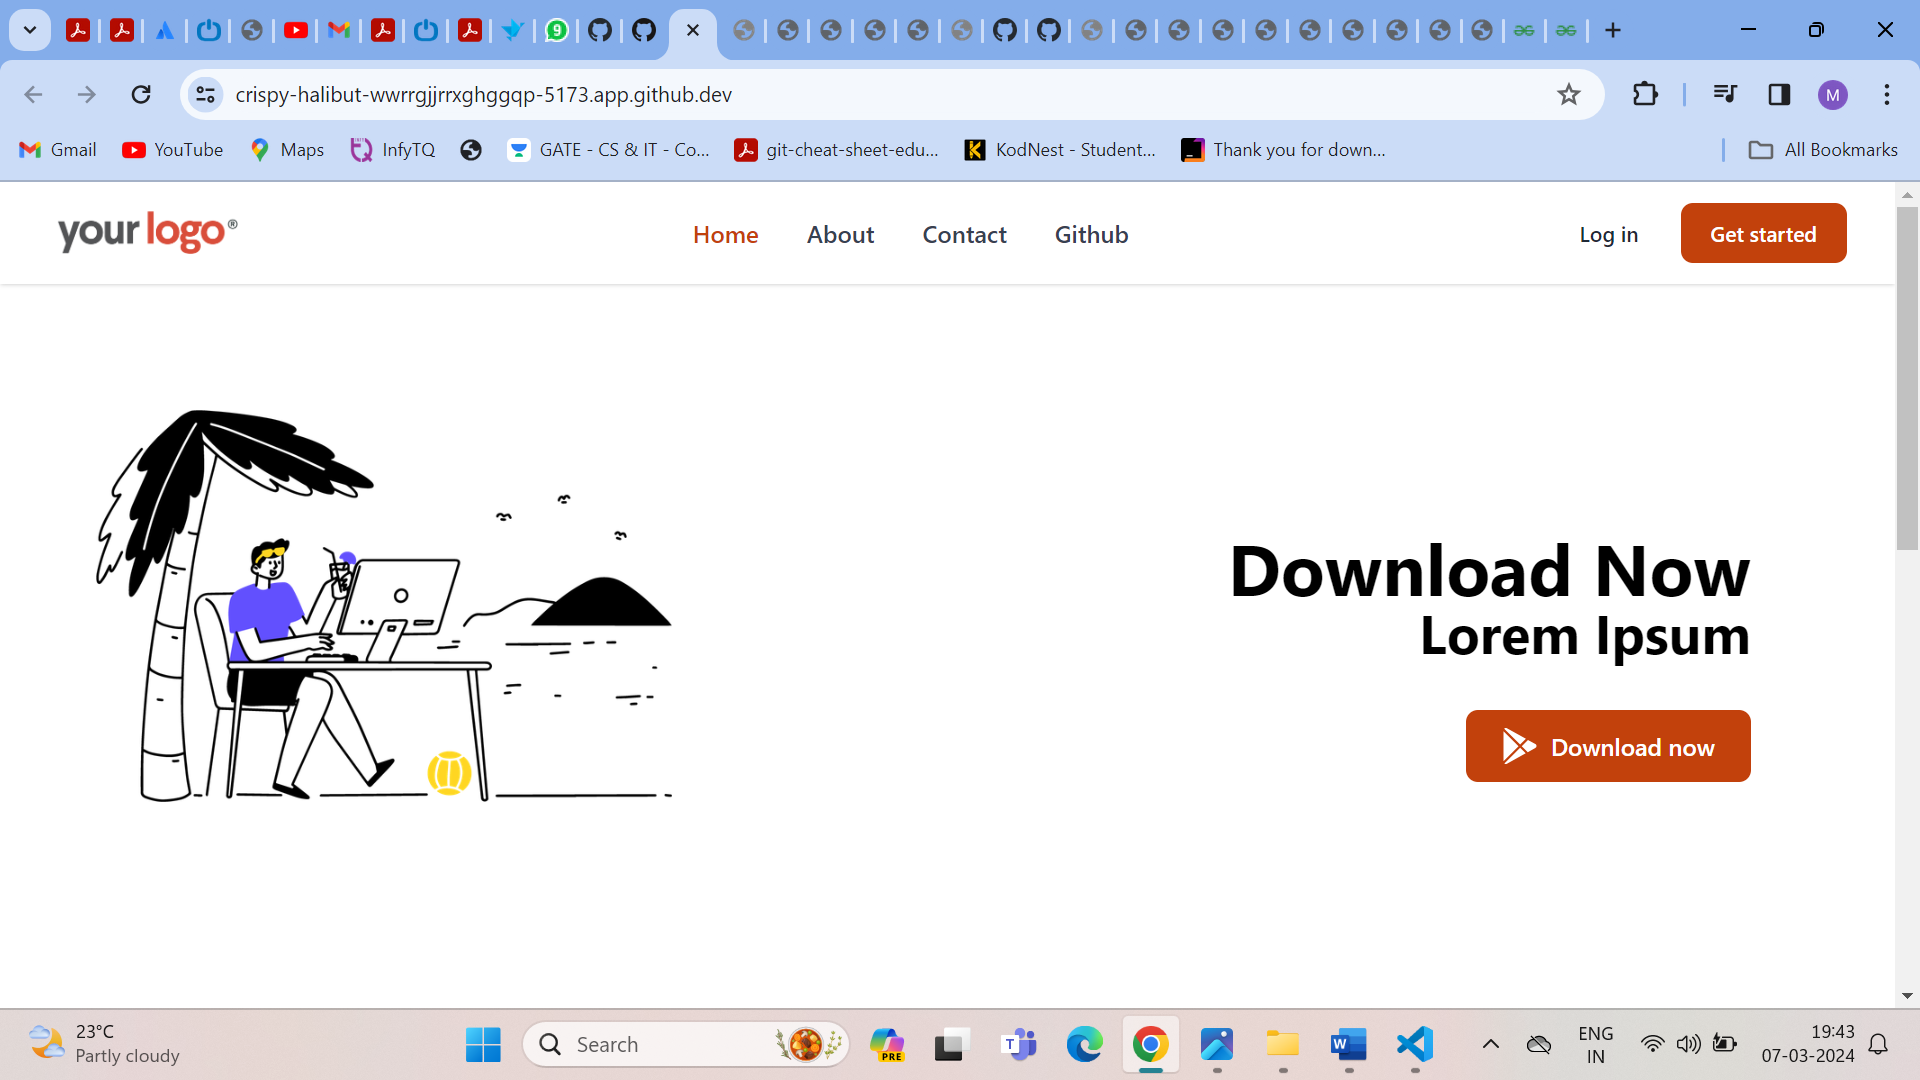 9
crispy-halibut-wwrrgjjrrxghggqp-5173.app.github.dev
M
Gmail
YouTube
Maps
InfyTQ
GATE - CS & IT - Co...
git-cheat-sheet-edu...
KodNest - Student...
Thank you for down...
All Bookmarks
your logo®
Home
About
Contact
Github
Log in
Get started
Download Now
Lorem Ipsum
Download now
23°C
Partly cloudy
Search
PRE
T
W
ENG
IN
19:43
07-03-2024